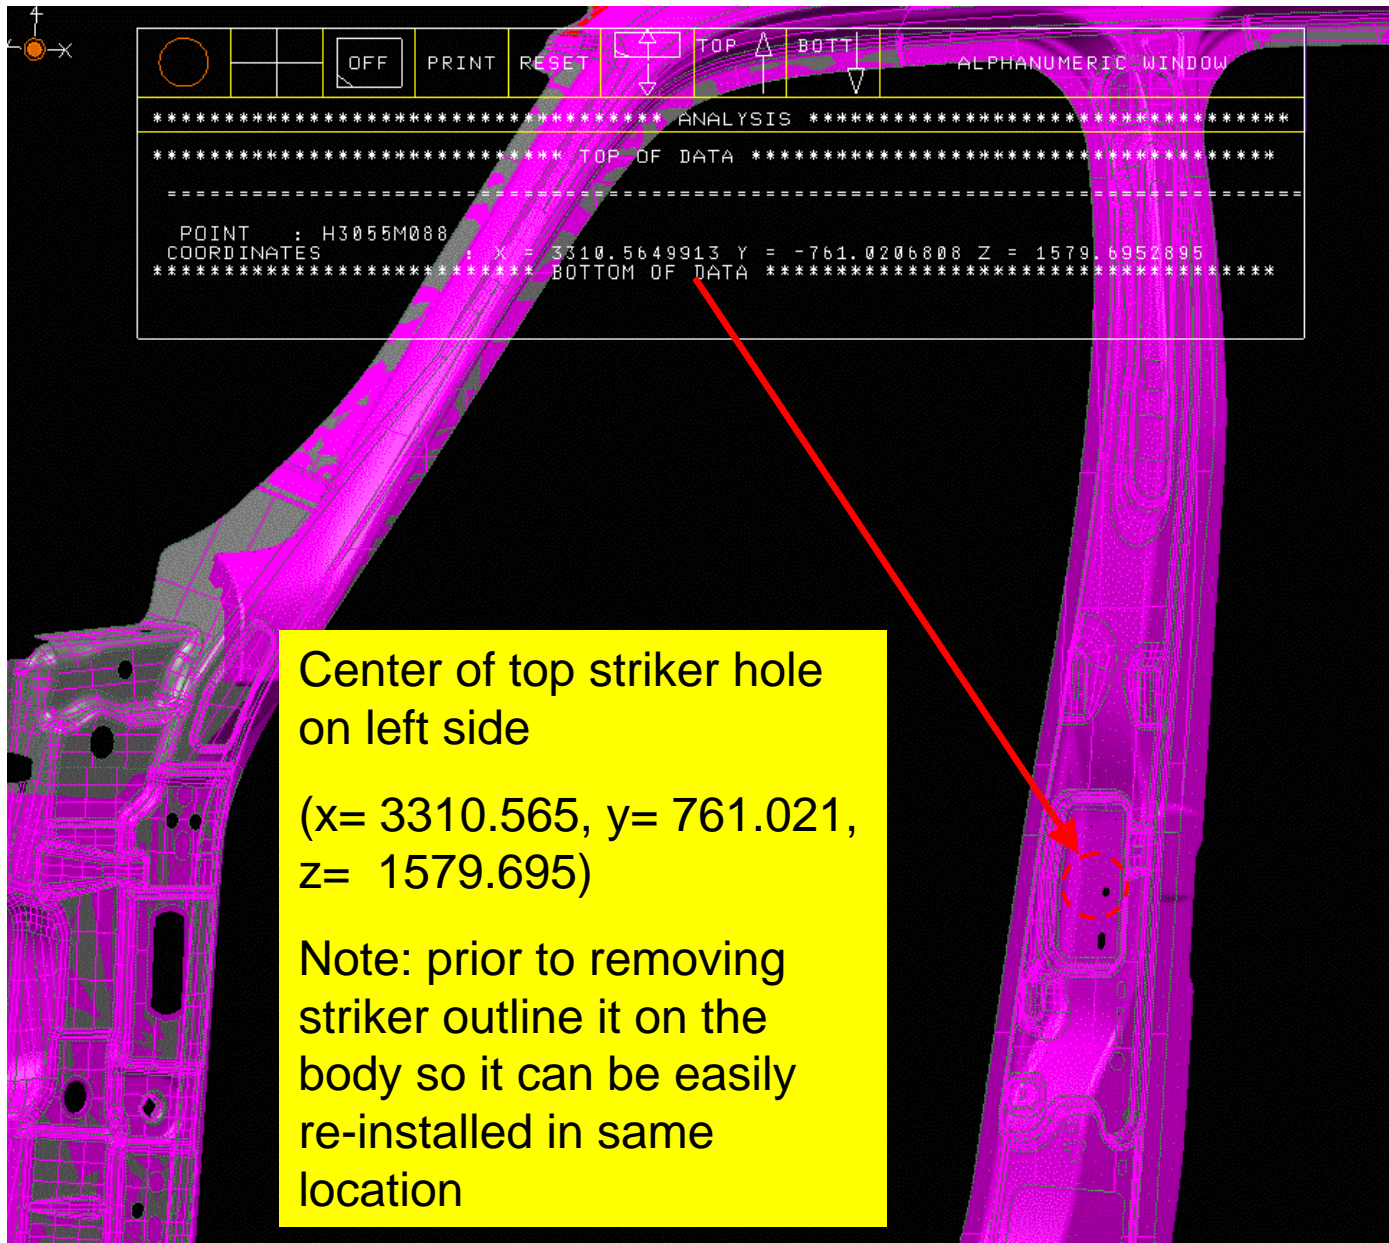 OFF PRINT RESET TOP BOTT ALPHANUMERIC WINDOW
************************************ ANALYSIS **********************************
***************************** TOP OF DATA *************************************
================================================================================
POINT : H3055M088
COORDINATES : X = 3310.5649913 Y = -761.0206808 Z = 1579.6952895
*************************** BOTTOM OF DATA ************************************
Center of top striker hole
on left side
(x= 3310.565, y= 761.021,
z= 1579.695)
Note: prior to removing
striker outline it on the
body so it can be easily
re-installed in same
location
X